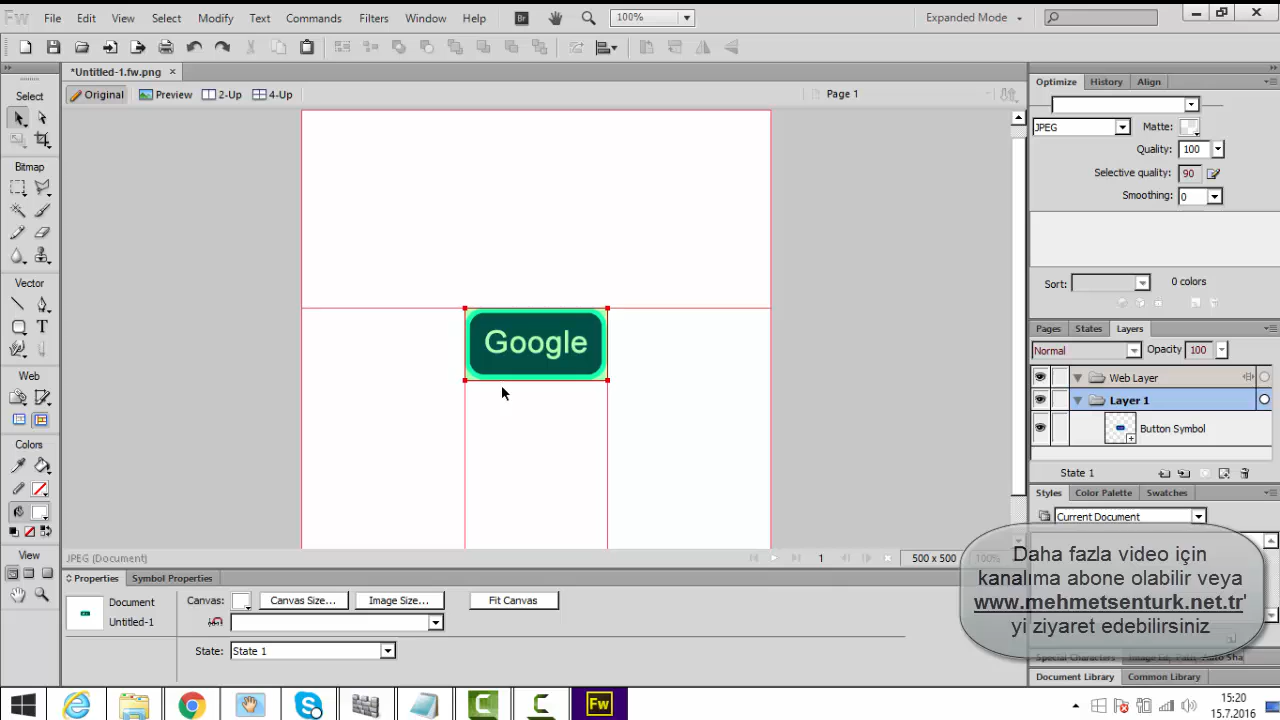 Fw File Edit View Select Modify Text Commands Filters Window Help Br 100% Expanded Mode
*Untitled-1.fw.png
Original Preview 2-Up 4-Up Page 1
Select
Bitmap
Vector
Web
Colors
View
Google
Optimize History Align
JPEG Matte:
Quality: 100
Selective quality: 90
Smoothing: 0
Sort: 0 colors
Pages States Layers
Normal Opacity 100
Web Layer
Layer 1
Button Symbol
State 1
Styles Color Palette Swatches
Current Document
Daha fazla video için
kanalıma abone olabilir veya
www.mehmetsenturk.net.tr'
yi ziyaret edebilirsiniz
Document Library Common Library
JPEG (Document) 1 500 x 500 100%
Properties Symbol Properties
Document Canvas: Canvas Size... Image Size... Fit Canvas
Untitled-1
State: State 1
Fw
15:20
15.7.2016